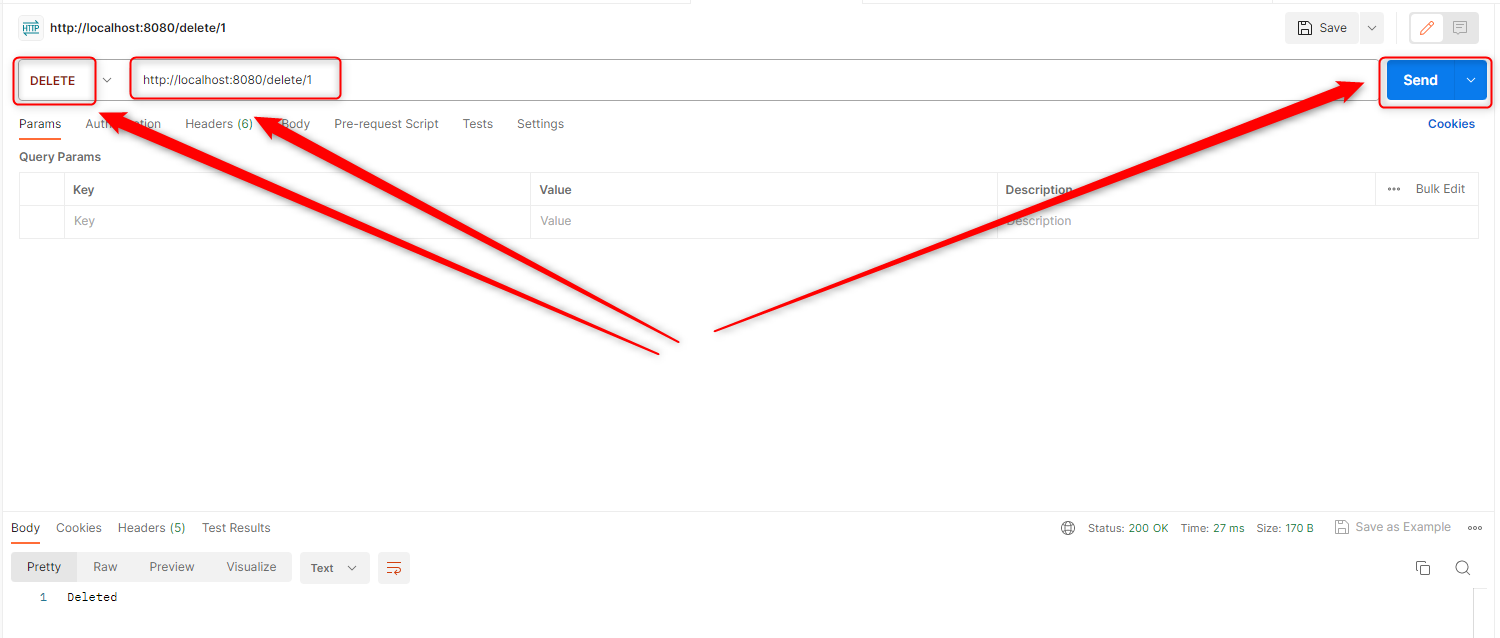 HTTP http://localhost:8080/delete/1 Save
DELETE http://localhost:8080/delete/1 Send
Params Headers (6) Body Pre-request Script Tests Settings Cookies
Query Params
Key Value Description Bulk Edit
Key Value Description
Body Cookies Headers (5) Test Results Status: 200 OK Time: 27 ms Size: 170 B Save as Example
Pretty Raw Preview Visualize Text
1 Deleted